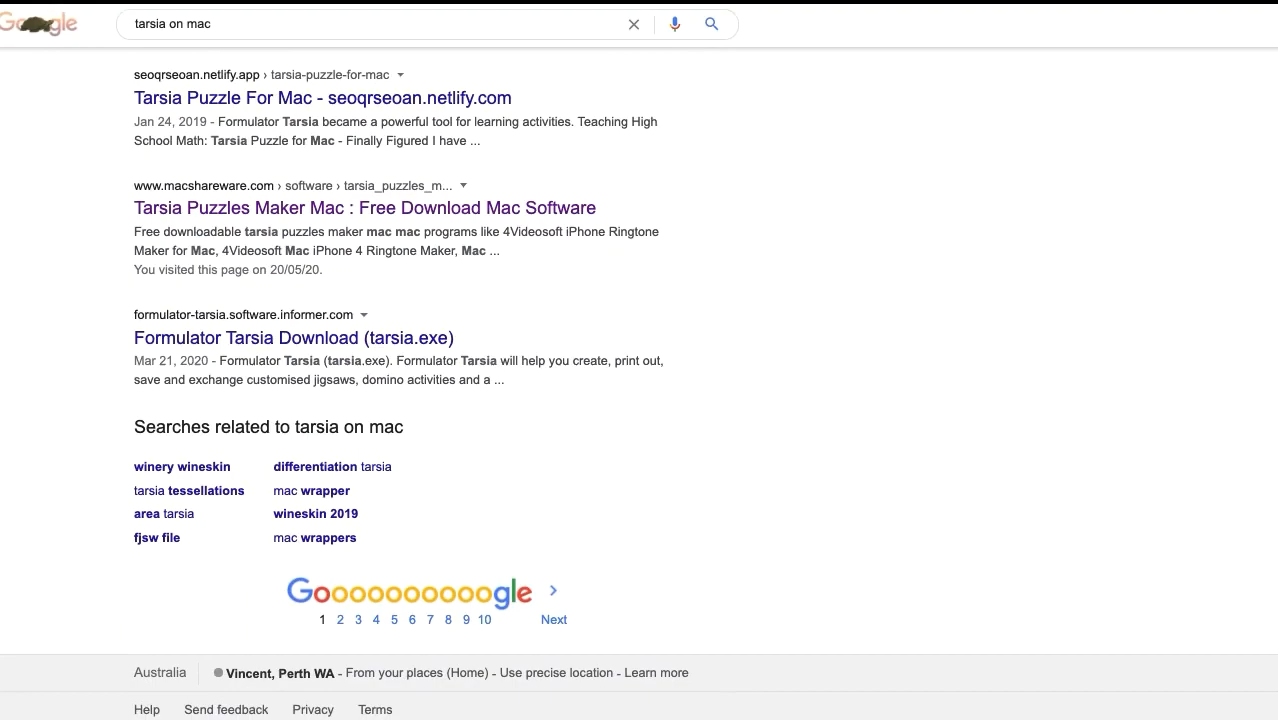 Google
tarsia on mac
seoqrseoan.netlify.app › tarsia-puzzle-for-mac
Tarsia Puzzle For Mac - seoqrseoan.netlify.com
Jan 24, 2019 - Formulator Tarsia became a powerful tool for learning activities. Teaching High
School Math: Tarsia Puzzle for Mac - Finally Figured I have ...
www.macshareware.com › software › tarsia_puzzles_m...
Tarsia Puzzles Maker Mac : Free Download Mac Software
Free downloadable tarsia puzzles maker mac mac programs like 4Videosoft iPhone Ringtone
Maker for Mac, 4Videosoft Mac iPhone 4 Ringtone Maker, Mac ...
You visited this page on 20/05/20.
formulator-tarsia.software.informer.com
Formulator Tarsia Download (tarsia.exe)
Mar 21, 2020 - Formulator Tarsia (tarsia.exe). Formulator Tarsia will help you create, print out,
save and exchange customised jigsaws, domino activities and a ...
Searches related to tarsia on mac
winery wineskin differentiation tarsia
tarsia tessellations mac wrapper
area tarsia wineskin 2019
fjsw file mac wrappers
Goooooooooogle
1 2 3 4 5 6 7 8 9 10 Next
Australia Vincent, Perth WA - From your places (Home) - Use precise location - Learn more
Help Send feedback Privacy Terms